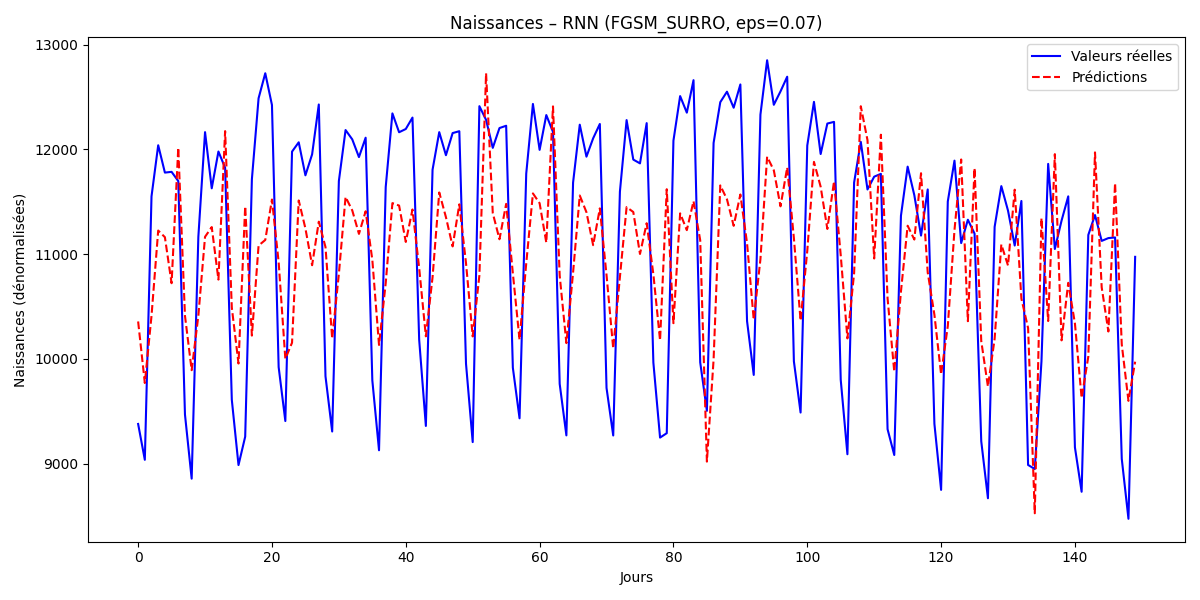 Naissances – RNN (FGSM_SURRO, eps=0.07)
Valeurs réelles
Prédictions
Naissances (dénormalisées)
13000
12000
11000
10000
9000
0 20 40 60 80 100 120 140
Jours